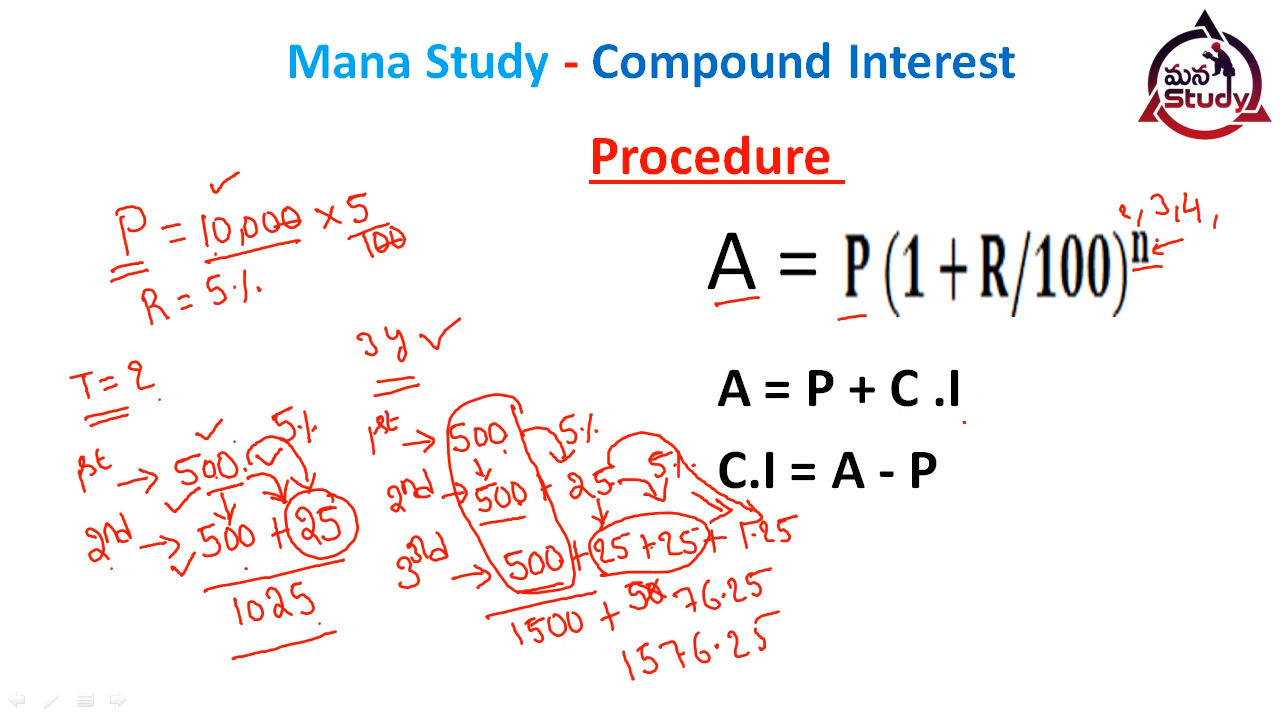 Mana Study - Compound Interest
మన
Study
Procedure
P = 10,000 × 5/100
R = 5%
2, 3, 4,
A = P (1 + R/100)^n
3 y ✓
T = 2
A = P + C .I
C.I = A - P
1st → 500 5%
2nd → 500 + 25
1025
1st → 500 5%
2nd → 500 + 25 5%
3rd → 500 + 25 + 25 + 1.25
1500 + 76.25
1576.25